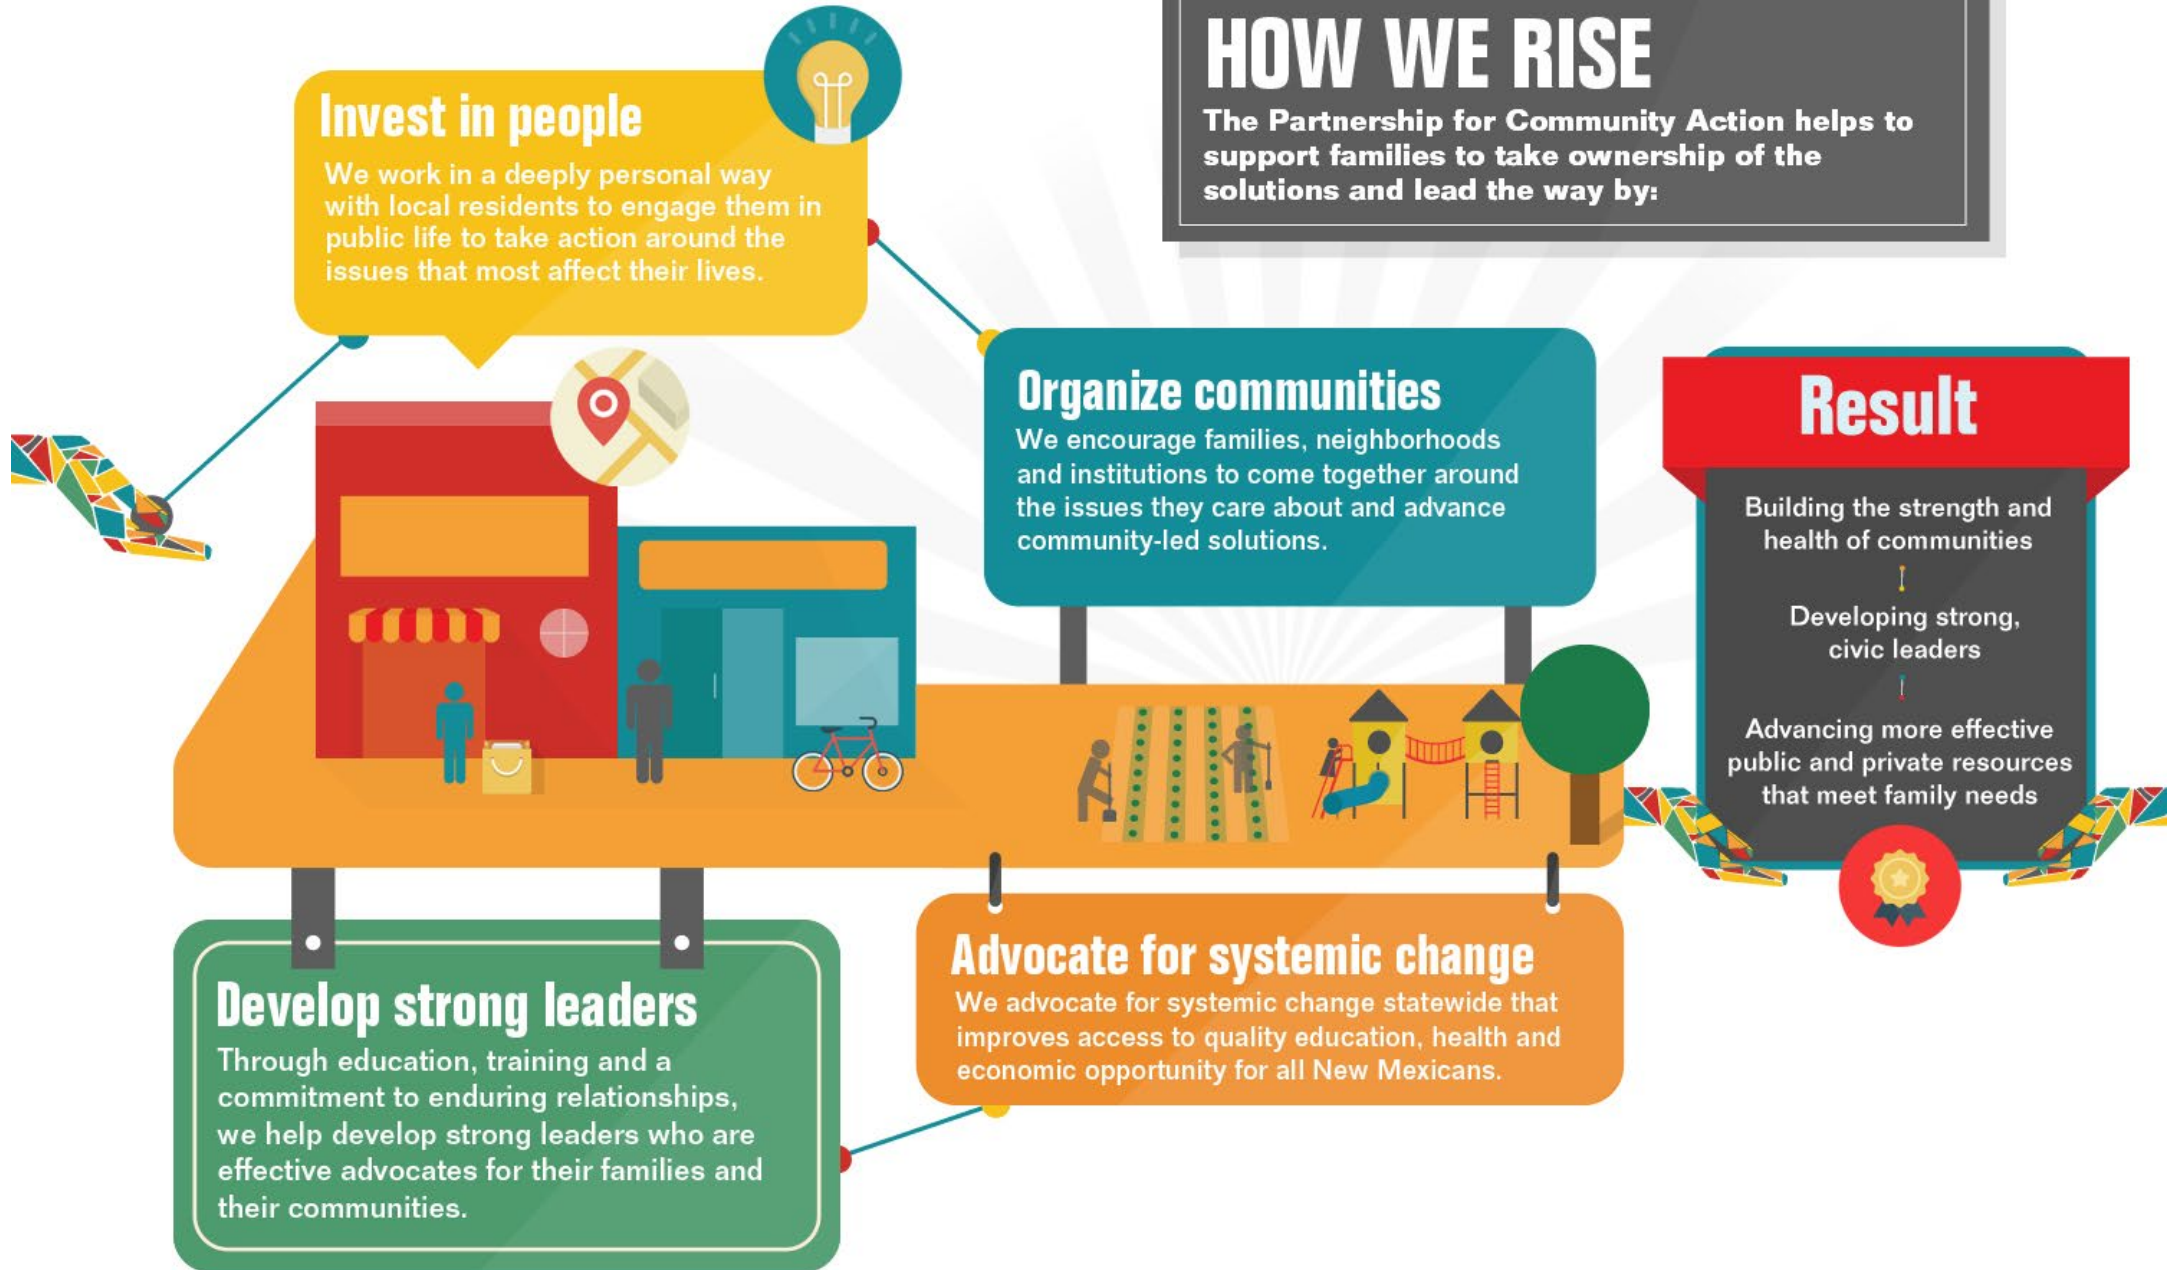 HOW WE RISE
The Partnership for Community Action helps to
support families to take ownership of the
solutions and lead the way by:
Invest in people
We work in a deeply personal way
with local residents to engage them in
public life to take action around the
issues that most affect their lives.
Organize communities
We encourage families, neighborhoods
and institutions to come together around
the issues they care about and advance
community-led solutions.
Develop strong leaders
Through education, training and a
commitment to enduring relationships,
we help develop strong leaders who are
effective advocates for their families and
their communities.
Advocate for systemic change
We advocate for systemic change statewide that
improves access to quality education, health and
economic opportunity for all New Mexicans.
Result
Building the strength and
health of communities
Developing strong,
civic leaders
Advancing more effective
public and private resources
that meet family needs